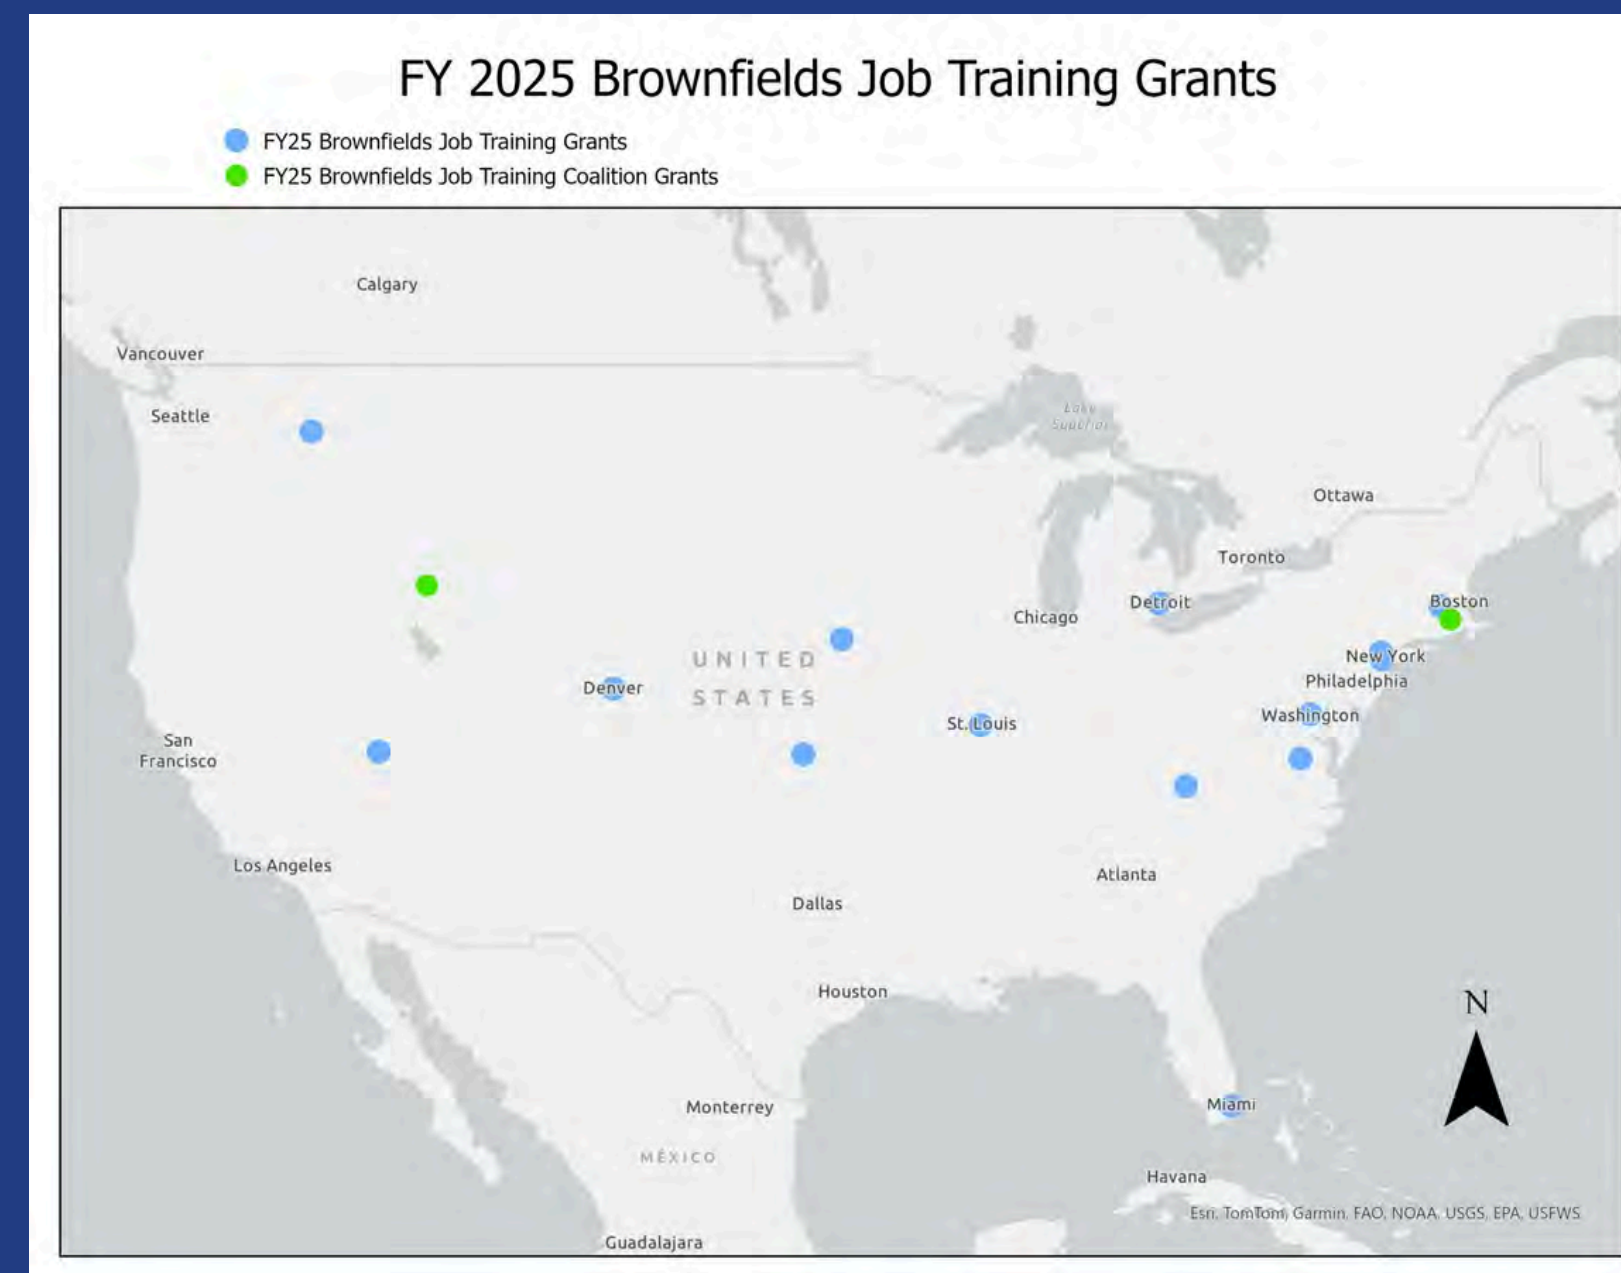 FY 2025 Brownfields Job Training Grants
FY25 Brownfields Job Training Grants
FY25 Brownfields Job Training Coalition Grants
Calgary
Vancouver
Seattle
Lake
Superior
Ottawa
Toronto
Detroit
Boston
Chicago
New York
UNITED
STATES
Denver
Philadelphia
Washington
St. Louis
San
Francisco
Los Angeles
Atlanta
Dallas
Houston
N
Monterrey
Miami
MÉXICO
Havana
Esri, TomTom, Garmin, FAO, NOAA, USGS, EPA, USFWS
Guadalajara